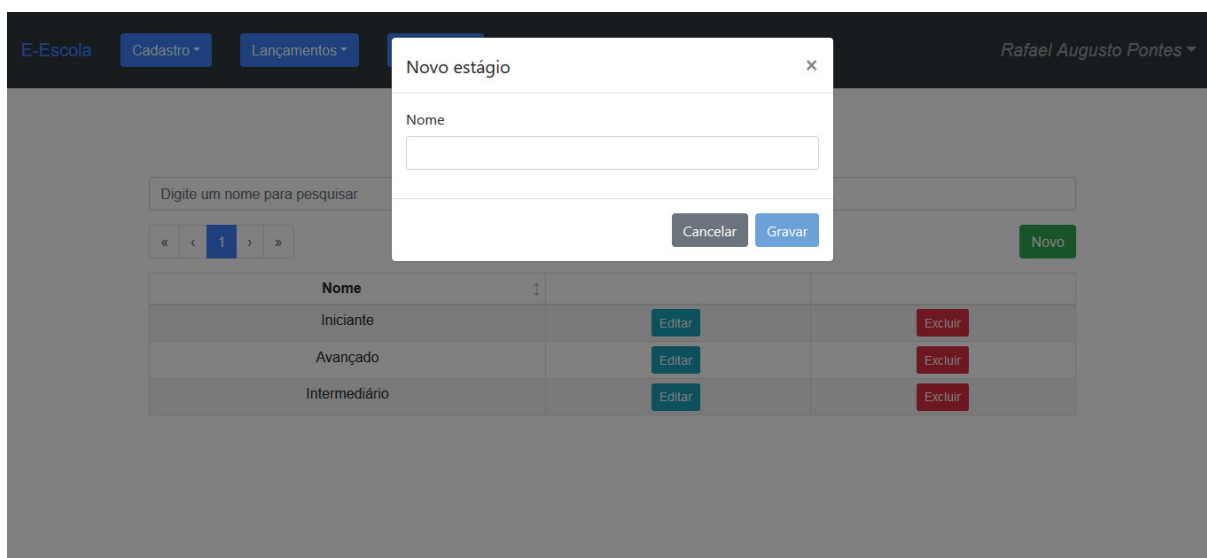 E-Escola Cadastro Lançamentos Rafael Augusto Pontes
Novo estágio ×
Nome
Digite um nome para pesquisar
Cancelar Gravar
« ‹ 1 › » Novo
Nome
Iniciante Editar Excluir
Avançado Editar Excluir
Intermediário Editar Excluir